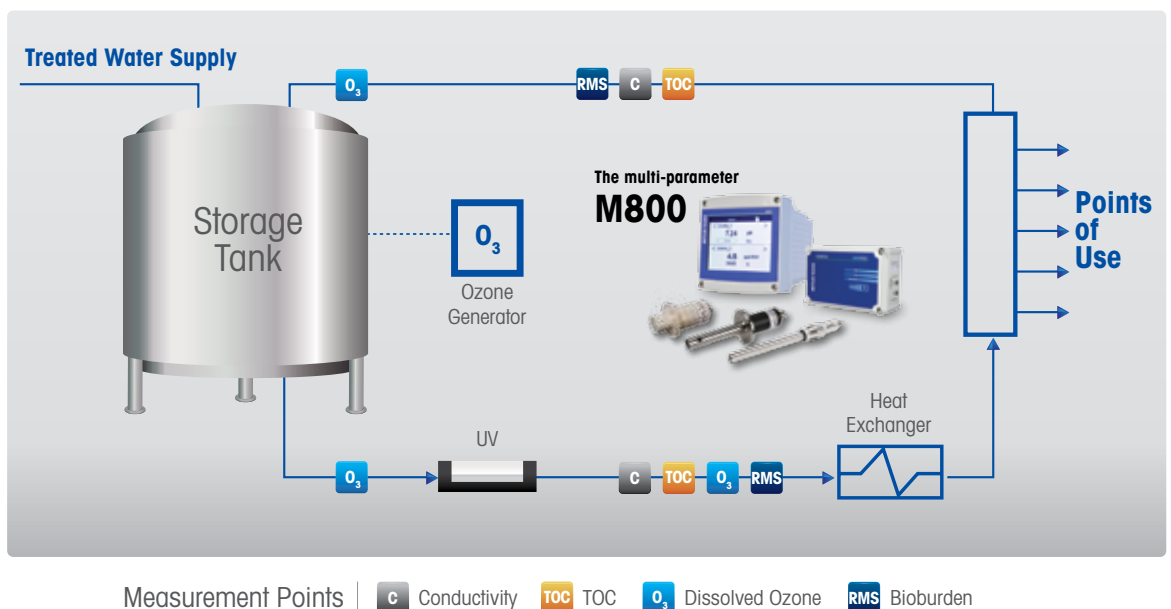 Treated Water Supply
O₃
RMS C TOC
The multi-parameter
M800
Storage
Tank
O₃
Ozone
Generator
Points
of
Use
Heat
Exchanger
UV
O₃
C TOC O₃ RMS
Measurement Points C Conductivity TOC TOC O₃ Dissolved Ozone RMS Bioburden